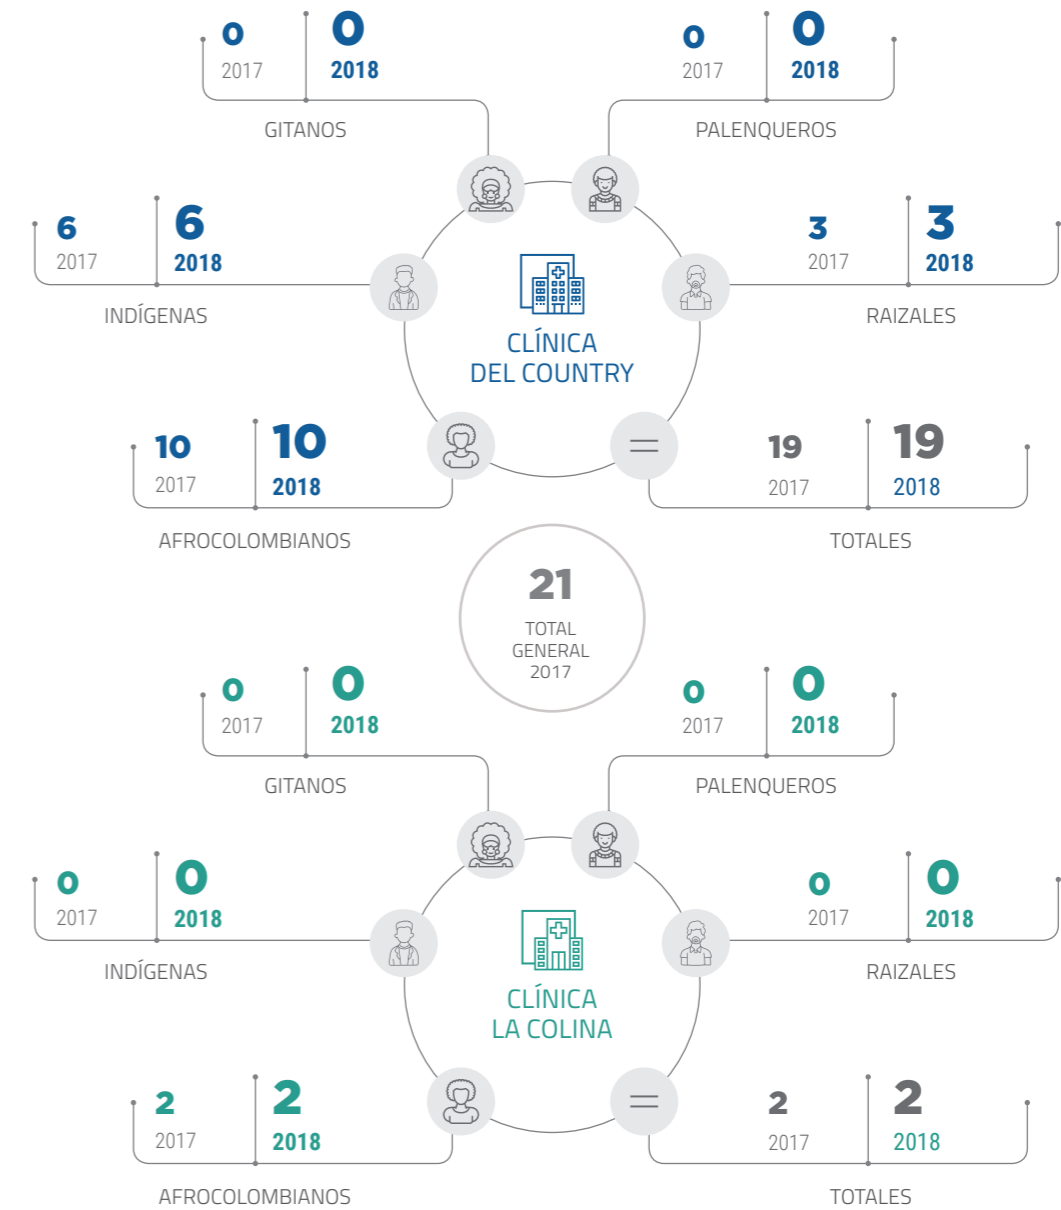 0
2017
0
2018
GITANOS
0
2017
0
2018
PALENQUEROS
6
2017
6
2018
INDÍGENAS
3
2017
3
2018
RAIZALES
CLÍNICA
DEL COUNTRY
10
2017
10
2018
AFROCOLOMBIANOS
19
2017
19
2018
TOTALES
21
TOTAL
GENERAL
2017
0
2017
0
2018
GITANOS
0
2017
0
2018
PALENQUEROS
0
2017
0
2018
INDÍGENAS
0
2017
0
2018
RAIZALES
CLÍNICA
LA COLINA
2
2017
2
2018
AFROCOLOMBIANOS
2
2017
2
2018
TOTALES